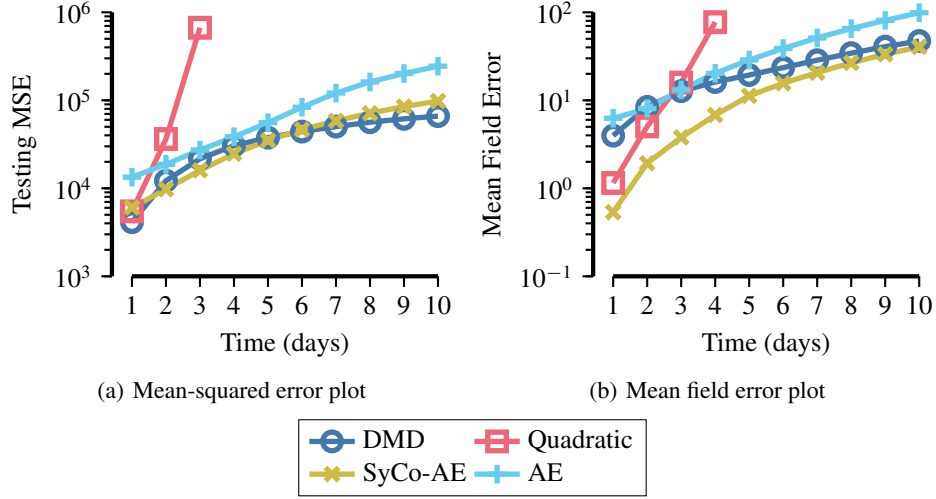 10^6
10^5
10^4
10^3
Testing MSE
1 2 3 4 5 6 7 8 9 10
Time (days)
(a) Mean-squared error plot
10^2
10^1
10^0
10^−1
Mean Field Error
1 2 3 4 5 6 7 8 9 10
Time (days)
(b) Mean field error plot
DMD Quadratic
SyCo-AE AE